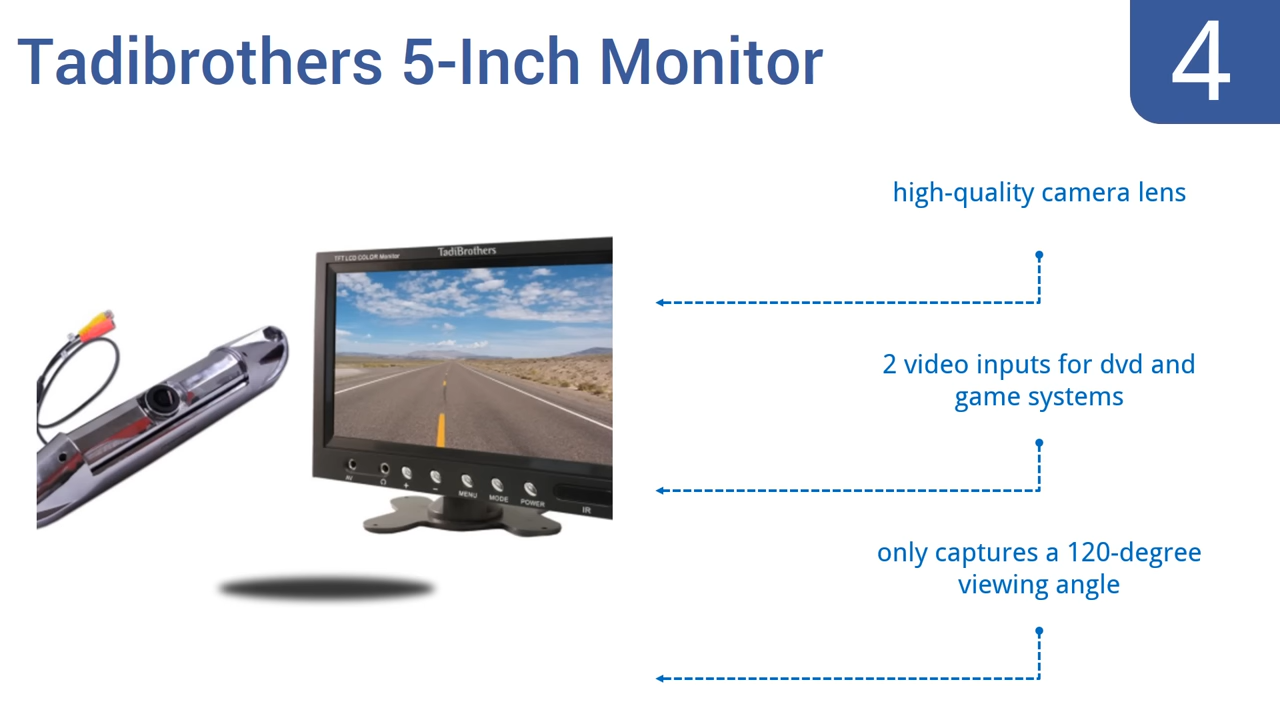 Tadibrothers 5-Inch Monitor
4
high-quality camera lens
TFT LCD COLOR Monitor
TadiBrothers
2 video inputs for dvd and
game systems
AV
+
-
MENU
MODE
POWER
IR
only captures a 120-degree
viewing angle